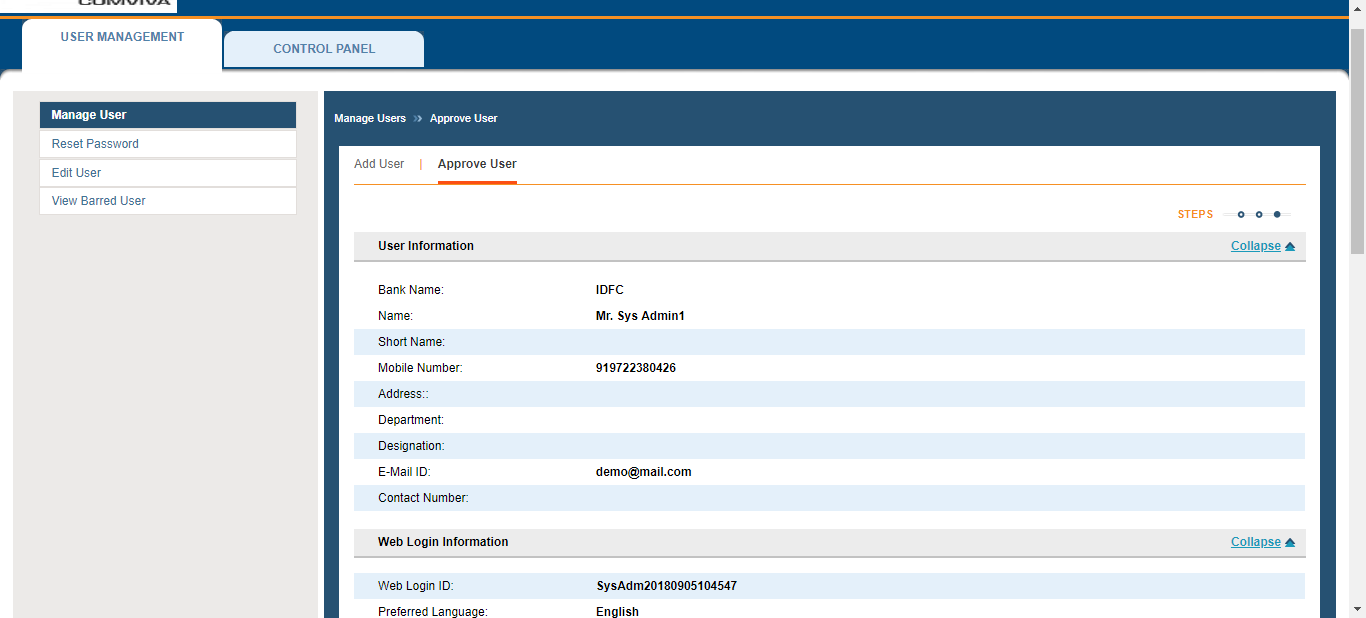 COMVIVA
USER MANAGEMENT
CONTROL PANEL
Manage User
Reset Password
Edit User
View Barred User
Manage Users » Approve User
Add User | Approve User
STEPS
User Information Collapse
Bank Name: IDFC
Name: Mr. Sys Admin1
Short Name:
Mobile Number: 919722380426
Address::
Department:
Designation:
E-Mail ID: demo@mail.com
Contact Number:
Web Login Information Collapse
Web Login ID: SysAdm20180905104547
Preferred Language: English